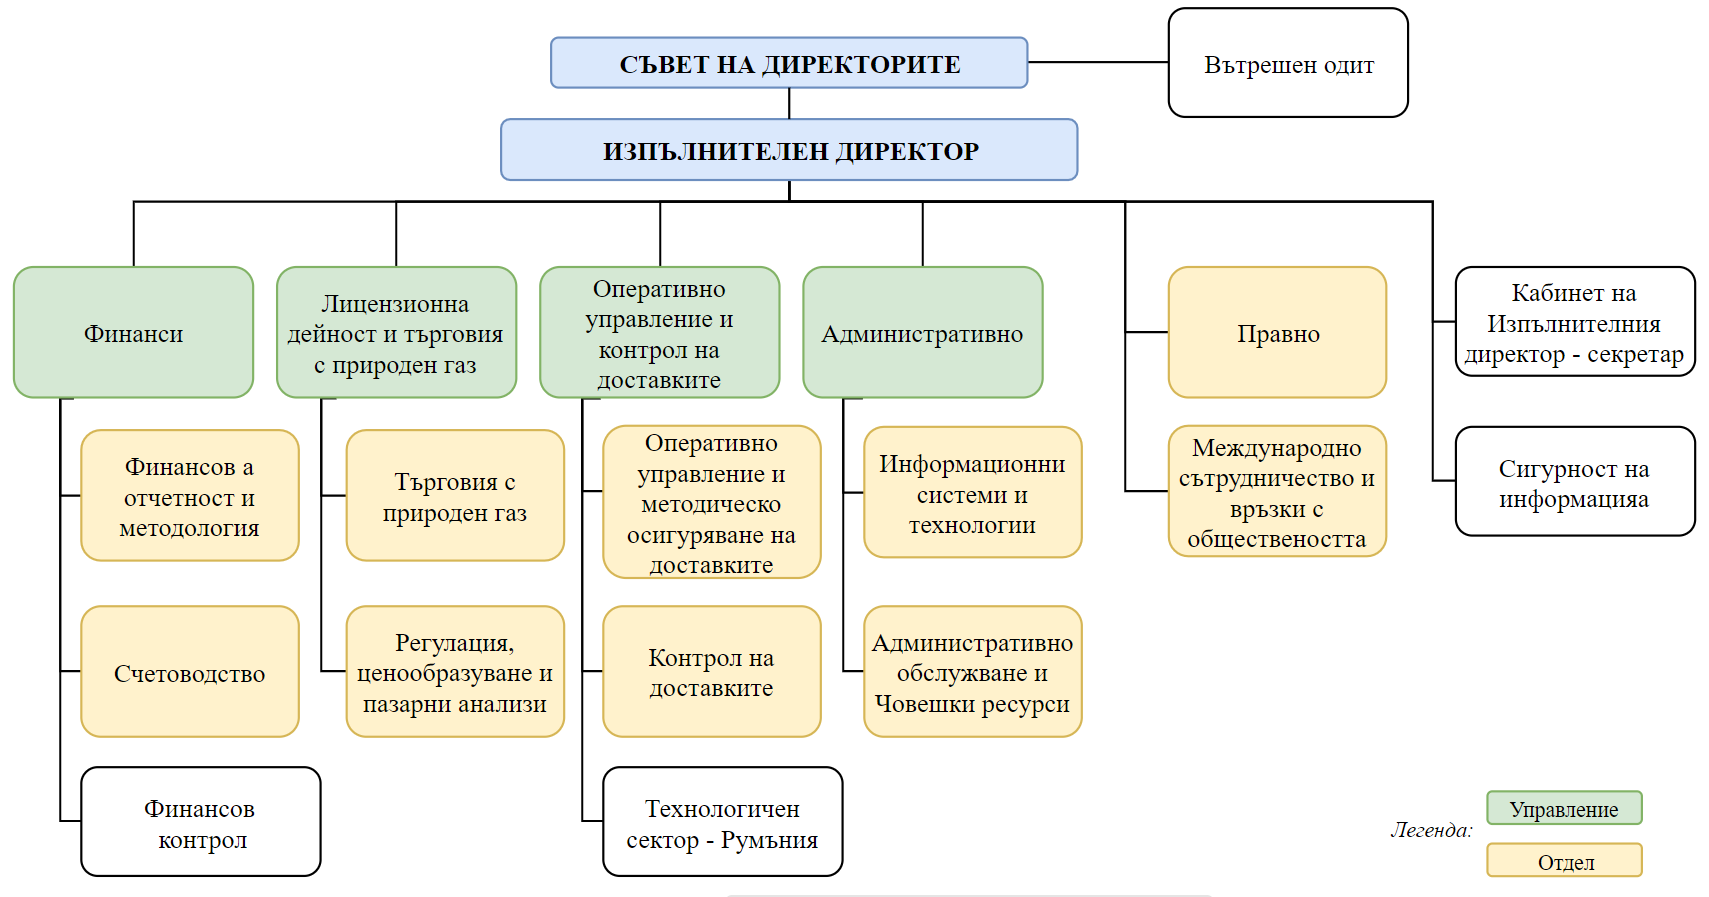 СЪВЕТ НА ДИРЕКТОРИТЕ
Вътрешен одит
ИЗПЪЛНИТЕЛЕН ДИРЕКТОР
Финанси
Лицензионна
дейност и търговия
с природен газ
Оперативно
управление и
контрол на
доставките
Административно
Правно
Кабинет на
Изпълнителния
директор - секретар
Финансов а
отчетност и
методология
Търговия с
природен газ
Оперативно
управление и
методическо
осигуряване на
доставките
Информационни
системи и
технологии
Международно
сътрудничество и
връзки с
обществеността
Сигурност на
информацияа
Счетоводство
Регулация,
ценообразуване и
пазарни анализи
Контрол на
доставките
Административно
обслужване и
Човешки ресурси
Финансов
контрол
Технологичен
сектор - Румъния
Легенда:
Управление
Отдел